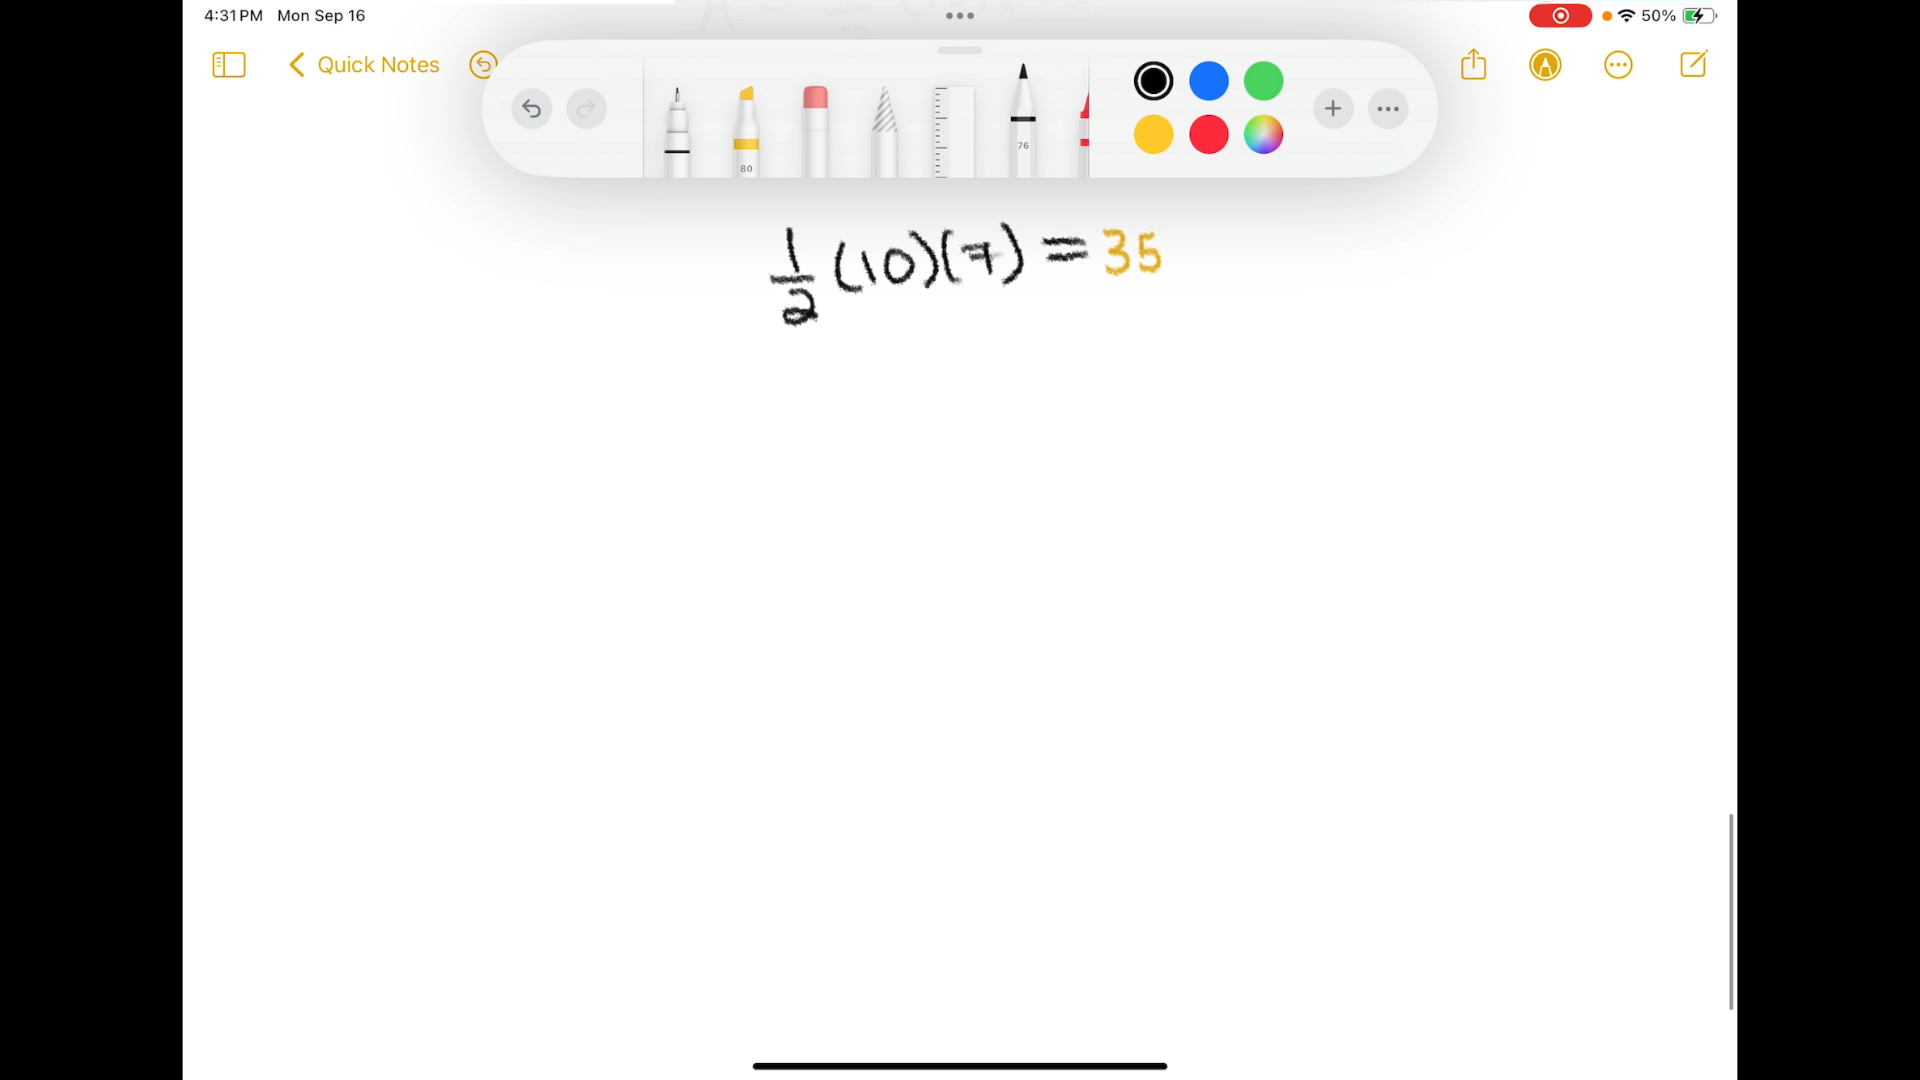 4:31 PM Mon Sep 16 50%
Quick Notes
80
76
1/2 (10)(7) = 35